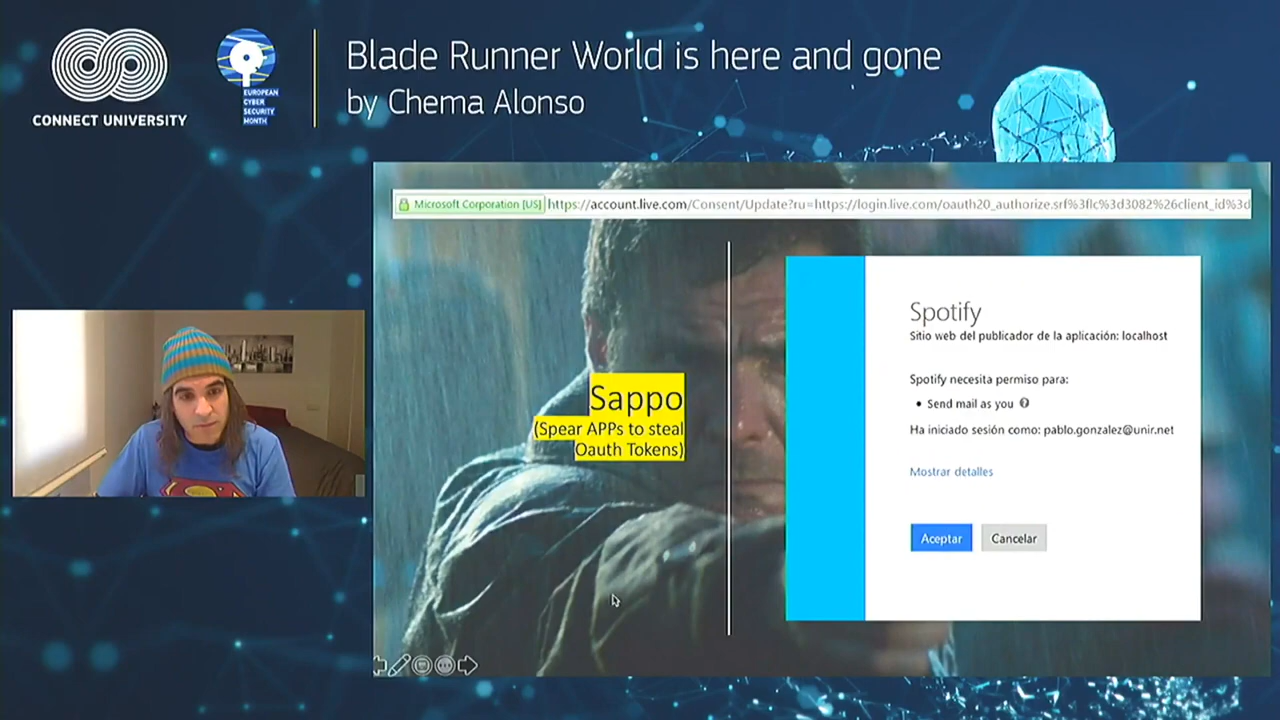 CONNECT UNIVERSITY
EUROPEAN
CYBER
SECURITY
MONTH
Blade Runner World is here and gone
by Chema Alonso
Microsoft Corporation [US] https://account.live.com/Consent/Update?ru=https://login.live.com/oauth20_authorize.srf%3flc%3d3082%26client_id%3d
Sappo
(Spear APPs to steal
Oauth Tokens)
Spotify
Sitio web del publicador de la aplicación: localhost
Spotify necesita permiso para:
• Send mail as you
Ha iniciado sesión como: pablo.gonzalez@unir.net
Mostrar detalles
Aceptar Cancelar